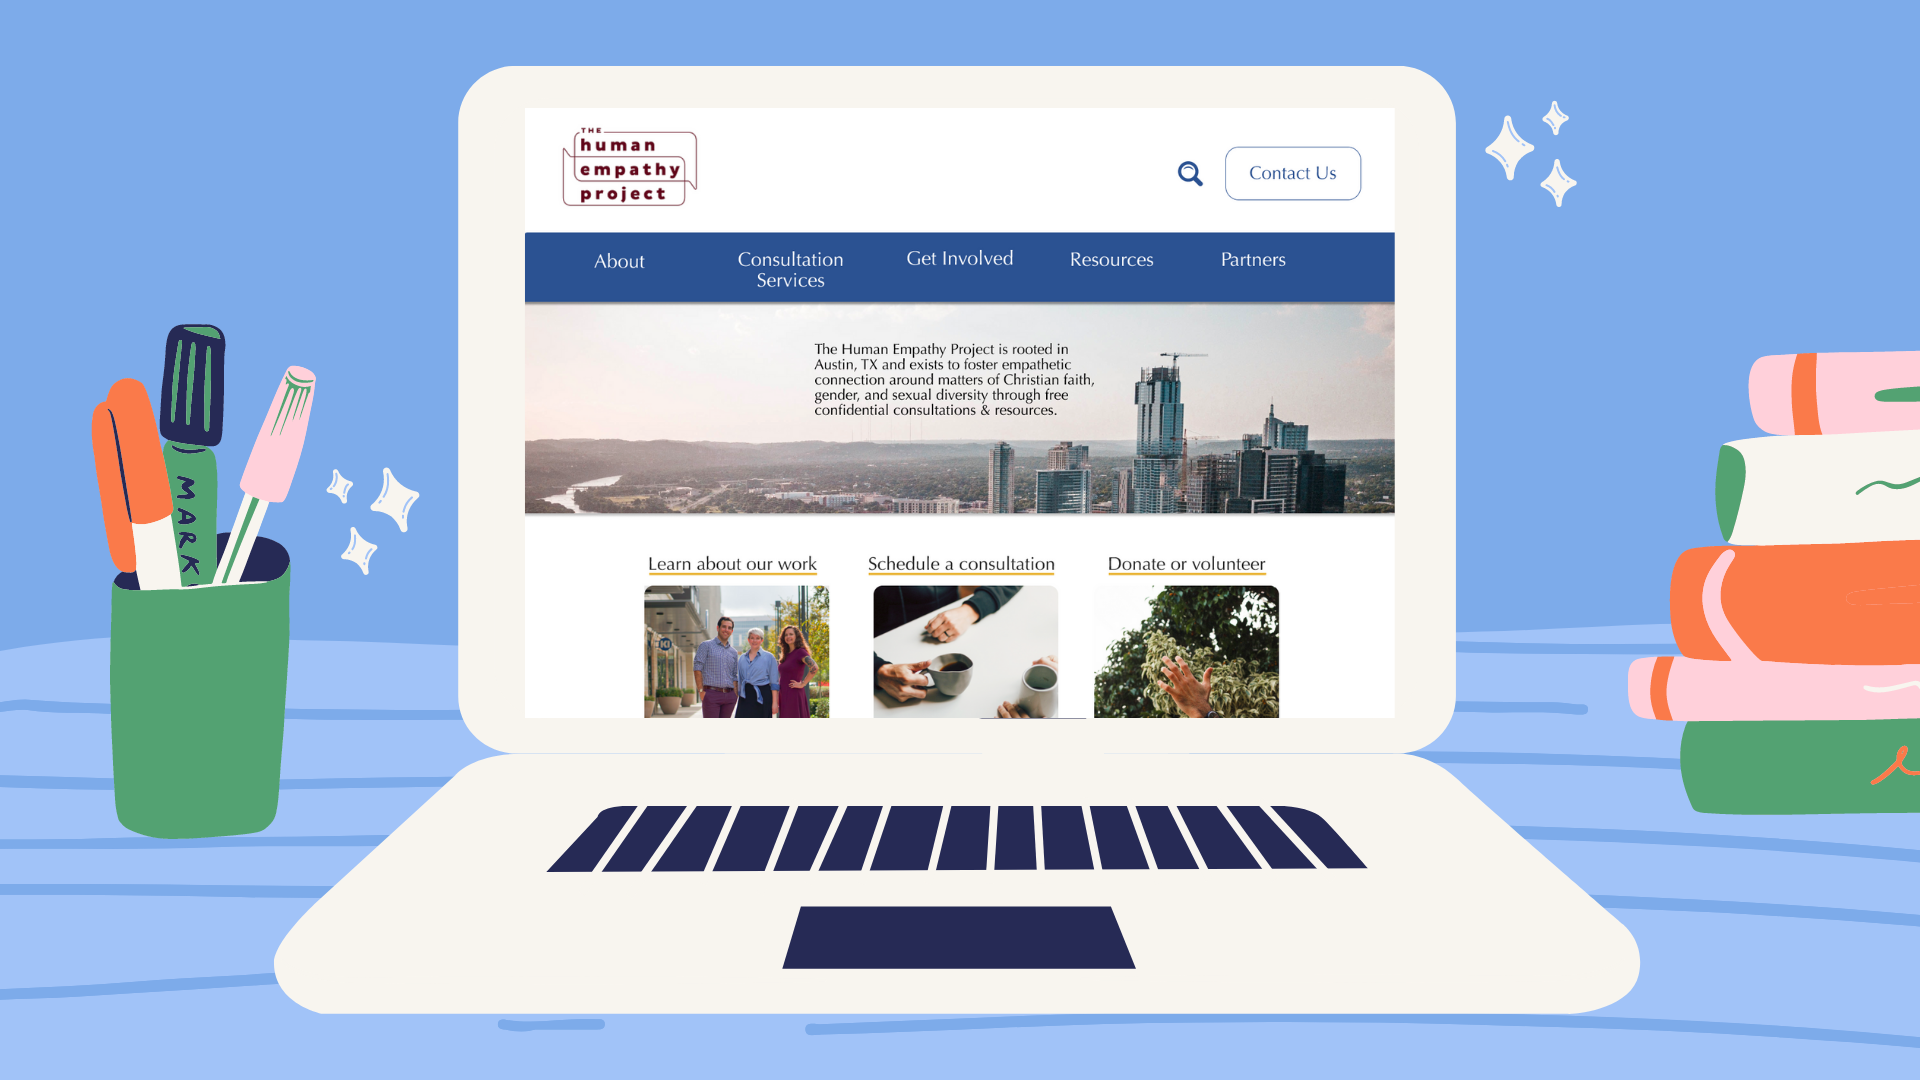 THE
human
empathy
project
Contact Us
About
Consultation
Services
Get Involved
Resources
Partners
The Human Empathy Project is rooted in
Austin, TX and exists to foster empathetic
connection around matters of Christian faith,
gender, and sexual diversity through free
confidential consultations & resources.
Learn about our work
Schedule a consultation
Donate or volunteer
MARK